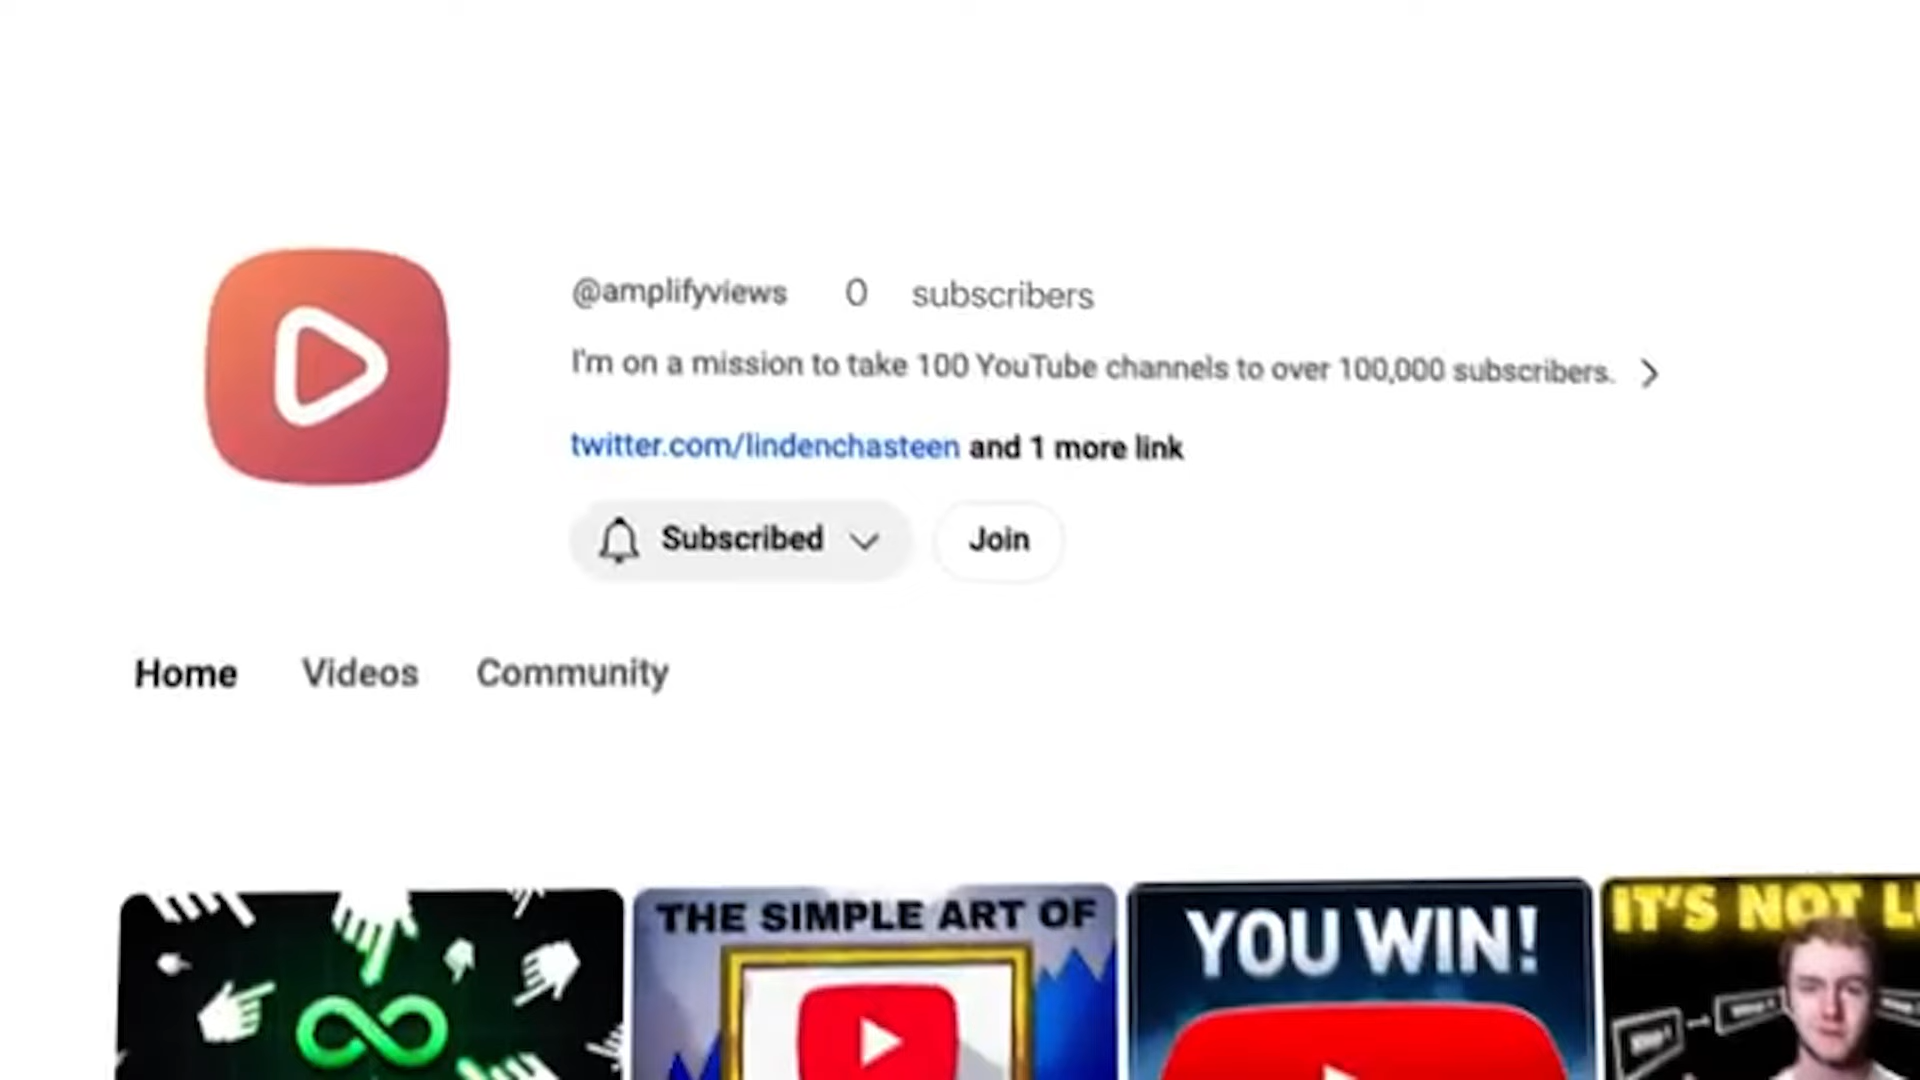 @amplifyviews 0 subscribers
I'm on a mission to take 100 YouTube channels to over 100,000 subscribers.
twitter.com/lindenchasteen and 1 more link
Subscribed
Join
Home Videos Community
THE SIMPLE ART OF
YOU WIN!
IT'S NOT L